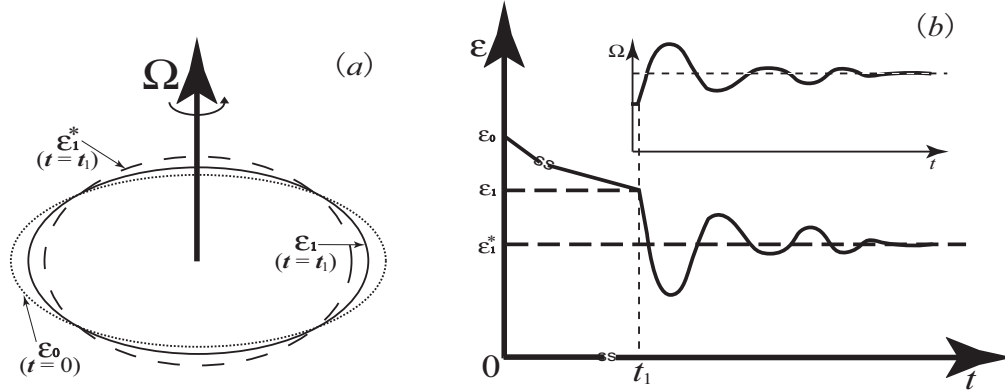 (a)
Ω
ε₁*
(t = t₁)
ε₁
(t = t₁)
ε₀
(t = 0)
(b)
ε
Ω
t
ε₀
ε₁
ε₁*
0
t₁
t